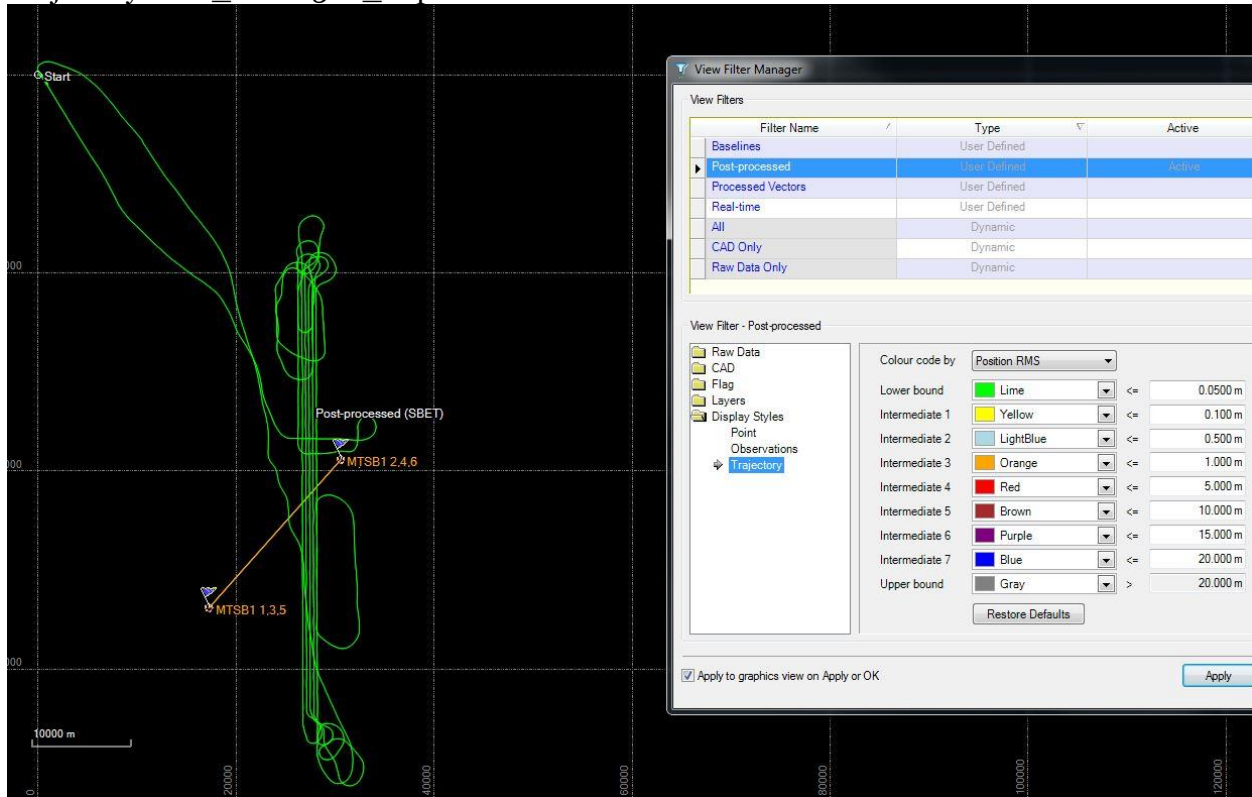 Start
View Filter Manager
View Filters
Filter Name Type Active
Baselines User Defined
Post-processed User Defined Active
Processed Vectors User Defined
Real-time User Defined
All Dynamic
CAD Only Dynamic
Raw Data Only Dynamic
View Filter - Post-processed
Raw Data
CAD
Flag
Layers
Display Styles
Point
Observations
Trajectory
Colour code by Position RMS
Lower bound Lime <= 0.0500 m
Intermediate 1 Yellow <= 0.100 m
Intermediate 2 LightBlue <= 0.500 m
Intermediate 3 Orange <= 1.000 m
Intermediate 4 Red <= 5.000 m
Intermediate 5 Brown <= 10.000 m
Intermediate 6 Purple <= 15.000 m
Intermediate 7 Blue <= 20.000 m
Upper bound Gray > 20.000 m
Restore Defaults
Apply to graphics view on Apply or OK
Apply
000
Post-processed (SBET)
MTSB1 2,4,6
000
MTSB1 1,3,5
000
10000 m
0
20000
40000
60000
80000
100000
120000